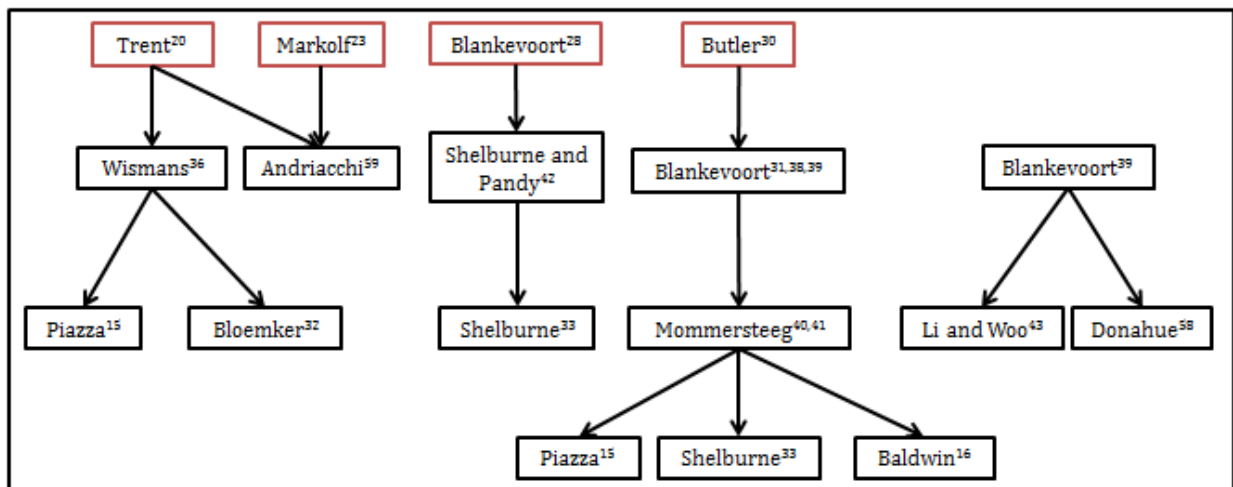 Trent²⁰
Markolf²³
Blankevoort²⁸
Butler³⁰
Wismans³⁶
Andriacchi⁵⁹
Shelburne and
Pandy⁴²
Blankevoort³¹,³⁸,³⁹
Blankevoort³⁹
Piazza¹⁵
Bloemker³²
Shelburne³³
Mommersteeg⁴⁰,⁴¹
Li and Woo⁴³
Donahue⁵⁸
Piazza¹⁵
Shelburne³³
Baldwin¹⁶